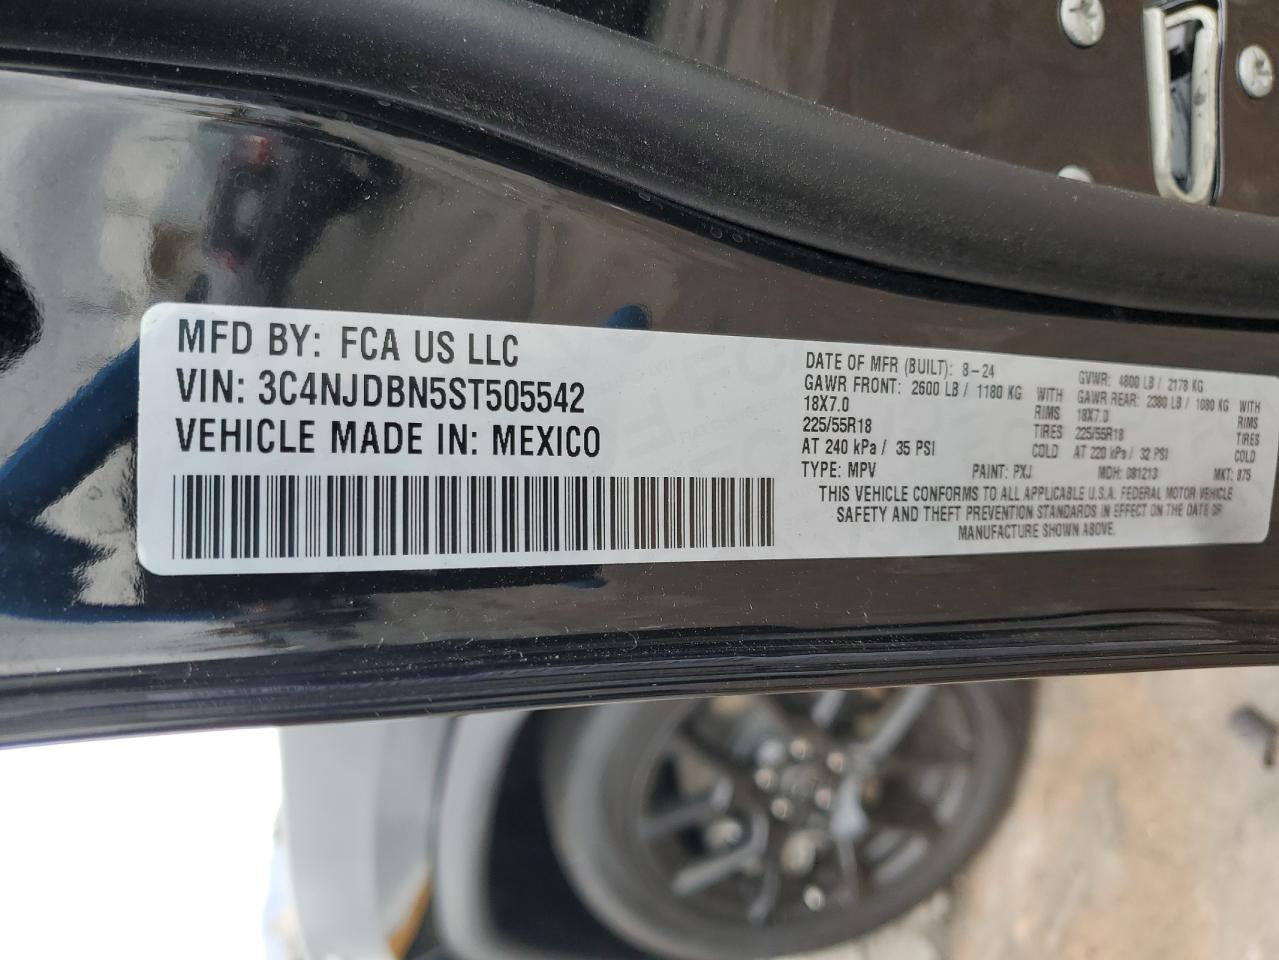 MFD BY: FCA US LLC
VIN: 3C4NJDBN5ST505542
VEHICLE MADE IN: MEXICO
DATE OF MFR (BUILT): 8-24 GVWR: 4800 LB / 2178 KG
GAWR FRONT: 2600 LB / 1180 KG WITH GAWR REAR: 2380 LB / 1080 KG WITH
18X7.0 RIMS 18X7.0 RIMS
225/55R18 TIRES 225/55R18 TIRES
AT 240 kPa / 35 PSI COLD AT 220 kPa / 32 PSI COLD
TYPE: MPV PAINT: PXJ MDH: 081213 MKT: 875
THIS VEHICLE CONFORMS TO ALL APPLICABLE U.S.A. FEDERAL MOTOR VEHICLE
SAFETY AND THEFT PREVENTION STANDARDS IN EFFECT ON THE DATE OF
MANUFACTURE SHOWN ABOVE.